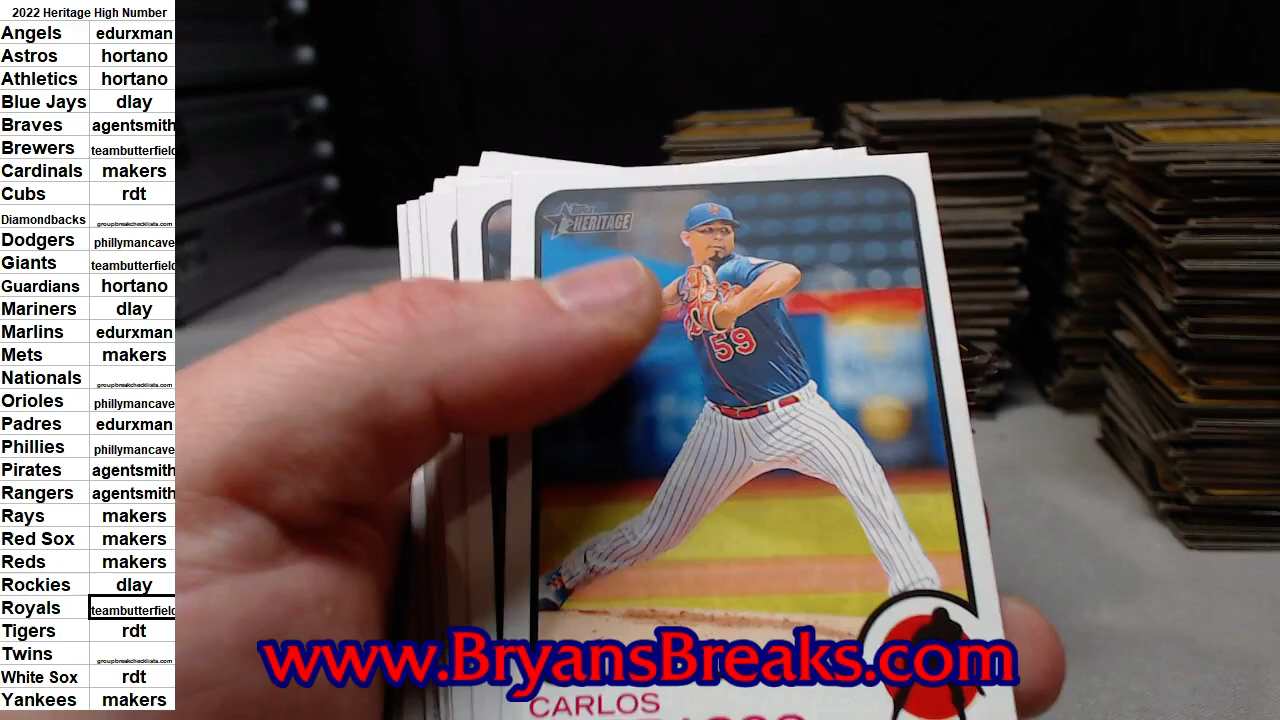 2022 Heritage High Number
Angels edurxman
Astros hortano
Athletics hortano
Blue Jays dlay
Braves agentsmith
Brewers teambutterfield
Cardinals makers
Cubs rdt
Diamondbacks groupbreakchecklists.com
Dodgers phillymancave
Giants teambutterfield
Guardians hortano
Mariners dlay
Marlins edurxman
Mets makers
Nationals groupbreakchecklists.com
Orioles phillymancave
Padres edurxman
Phillies phillymancave
Pirates agentsmith
Rangers agentsmith
Rays makers
Red Sox makers
Reds makers
Rockies dlay
Royals teambutterfield
Tigers rdt
Twins groupbreakchecklists.com
White Sox rdt
Yankees makers
TOPPS
HERITAGE
59
www.BryansBreaks.com
CARLOS